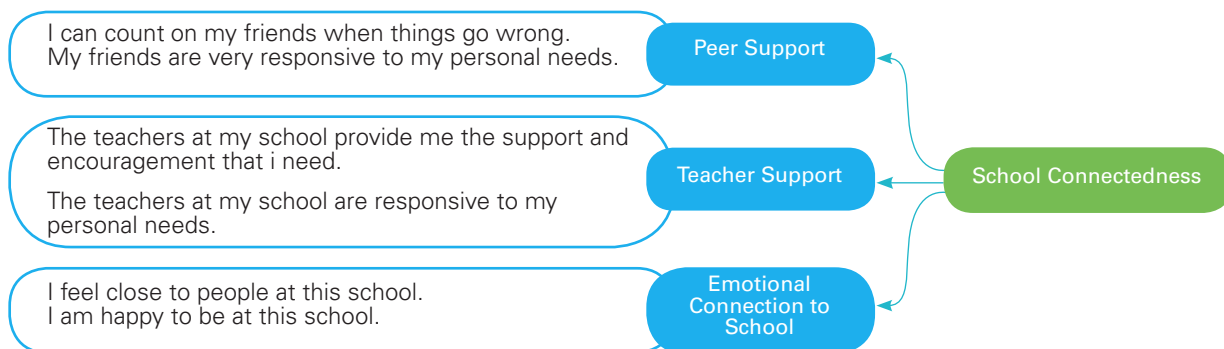 I can count on my friends when things go wrong.
My friends are very responsive to my personal needs.
Peer Support
The teachers at my school provide me the support and
encouragement that i need.
The teachers at my school are responsive to my
personal needs.
Teacher Support
School Connectedness
I feel close to people at this school.
I am happy to be at this school.
Emotional
Connection to
School